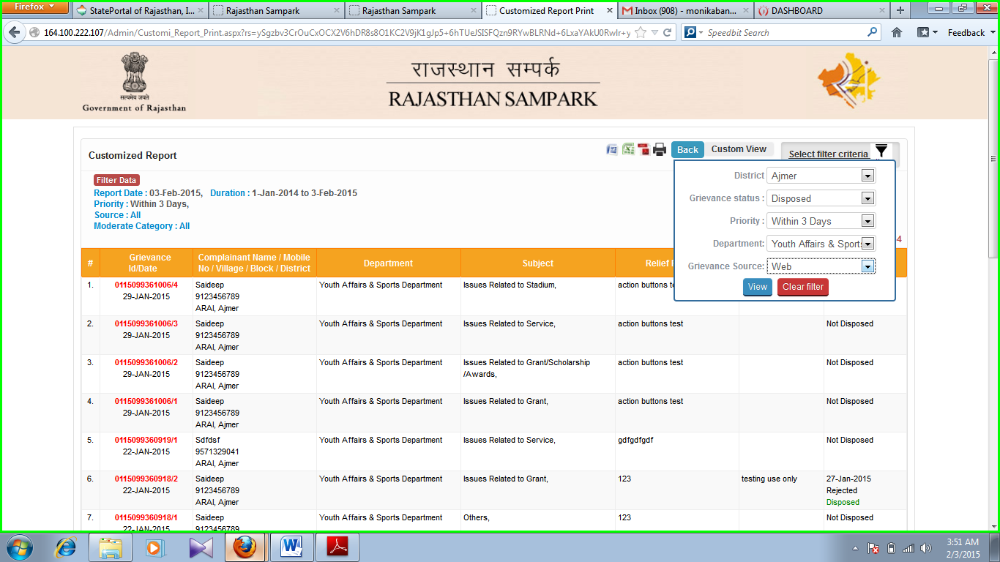 Firefox
StatePortal of Rajasthan, I...
Rajasthan Sampark
Rajasthan Sampark
Customized Report Print
Inbox (908) - monikaban...
DASHBOARD
164.100.222.107/Admin/Customi_Report_Print.aspx?rs=ySgzbv3CrOuCxOCX2V6hDR8s8O1KC2V9jK1gJp5+6hTUeJSISFQzn9RYwBLRNd+6LxaYAkU0RwIr+y
Speedbit Search
Feedback
सत्यमेव जयते
Government of Rajasthan
राजस्थान सम्पर्क
RAJASTHAN SAMPARK
Customized Report
Back
Custom View
Select filter criteria
Filter Data
Report Date : 03-Feb-2015, Duration : 1-Jan-2014 to 3-Feb-2015
Priority : Within 3 Days,
Source : All
Moderate Category : All
District Ajmer
Grievance status : Disposed
Priority : Within 3 Days
Department: Youth Affairs & Sport
Grievance Source: Web
View Clear filter
4
# Grievance Id/Date Complainant Name / Mobile No / Village / Block / District Department Subject Relief
1. 0115099361006/4 Saideep Youth Affairs & Sports Department Issues Related to Stadium, action buttons
29-JAN-2015 9123456789
ARAI, Ajmer
2. 0115099361006/3 Saideep Youth Affairs & Sports Department Issues Related to Service, action buttons test Not Disposed
29-JAN-2015 9123456789
ARAI, Ajmer
3. 0115099361006/2 Saideep Youth Affairs & Sports Department Issues Related to Grant/Scholarship action buttons test Not Disposed
29-JAN-2015 9123456789 /Awards,
ARAI, Ajmer
4. 0115099361006/1 Saideep Youth Affairs & Sports Department Issues Related to Grant, action buttons test Not Disposed
29-JAN-2015 9123456789
ARAI, Ajmer
5. 0115099360919/1 Sdfdsf Youth Affairs & Sports Department Issues Related to Service, gdfgdfgdf Not Disposed
22-JAN-2015 9571329041
ARAI, Ajmer
6. 0115099360918/2 Saideep Youth Affairs & Sports Department Issues Related to Grant, 123 testing use only 27-Jan-2015
22-JAN-2015 9123456789 Rejected
ARAI, Ajmer Disposed
7. 0115099360918/1 Saideep Youth Affairs & Sports Department Others, 123 Not Disposed
22-JAN-2015 9123456789
3:51 AM
2/3/2015